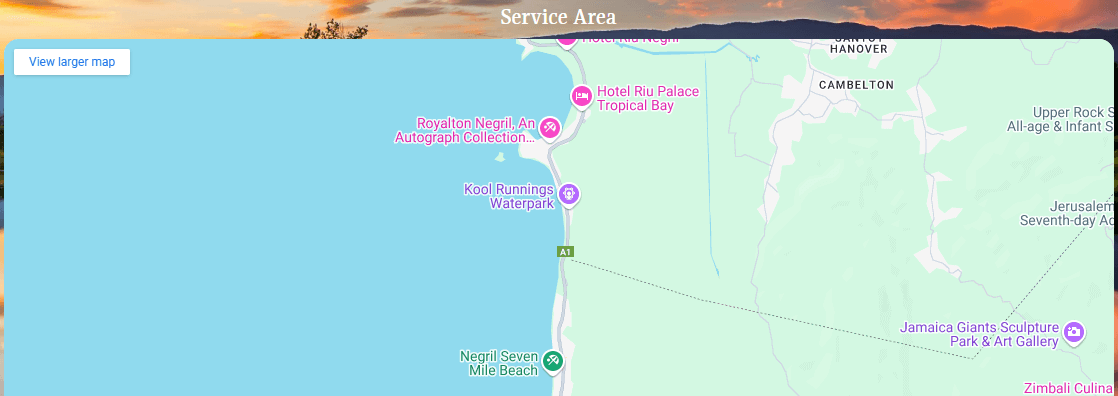 Service Area
View larger map
Hotel Riu Negril
HANOVER
CAMBELTON
Hotel Riu Palace
Tropical Bay
Royalton Negril, An
Autograph Collection...
Upper Rock S
All-age & Infant S
Kool Runnings
Waterpark
Jerusalem
Seventh-day Ad
A1
Jamaica Giants Sculpture
Park & Art Gallery
Negril Seven
Mile Beach
Zimbali Culina